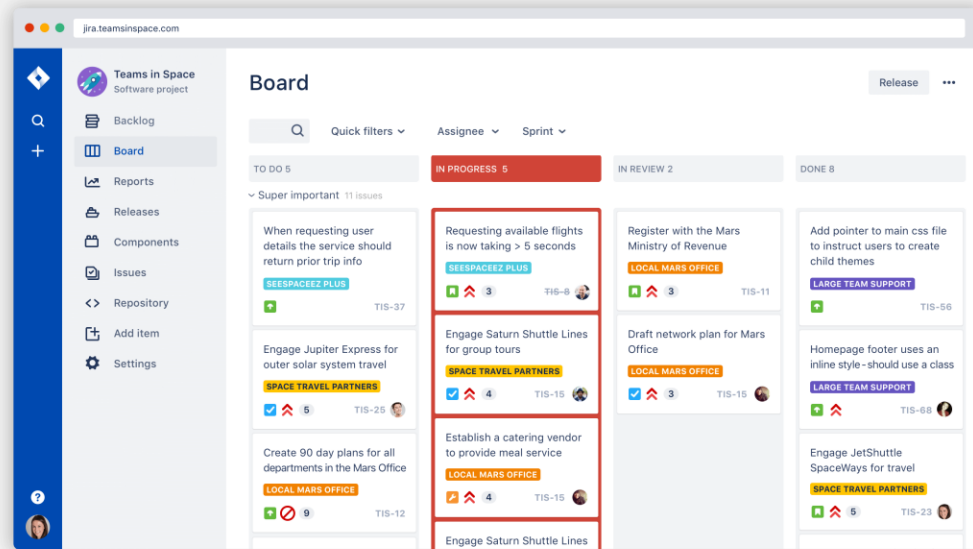 jira.teamsinspace.com
Teams in Space
Software project
Backlog
Board
Reports
Releases
Components
Issues
Repository
Add item
Settings
?
Board
Release
Quick filters
Assignee
Sprint
TO DO 5
IN PROGRESS 5
IN REVIEW 2
DONE 8
Super important 11 issues
When requesting user
details the service should
return prior trip info
SEESPACEEZ PLUS
TIS-37
Engage Jupiter Express for
outer solar system travel
SPACE TRAVEL PARTNERS
5 TIS-25
Create 90 day plans for all
departments in the Mars Office
LOCAL MARS OFFICE
9 TIS-12
Requesting available flights
is now taking > 5 seconds
SEESPACEEZ PLUS
3 TIS-8
Engage Saturn Shuttle Lines
for group tours
SPACE TRAVEL PARTNERS
4 TIS-15
Establish a catering vendor
to provide meal service
LOCAL MARS OFFICE
4 TIS-15
Engage Saturn Shuttle Lines
Register with the Mars
Ministry of Revenue
LOCAL MARS OFFICE
3 TIS-11
Draft network plan for Mars
Office
LOCAL MARS OFFICE
3 TIS-15
Add pointer to main css file
to instruct users to create
child themes
LARGE TEAM SUPPORT
TIS-56
Homepage footer uses an
inline style-should use a class
LARGE TEAM SUPPORT
TIS-68
Engage JetShuttle
SpaceWays for travel
SPACE TRAVEL PARTNERS
5 TIS-23